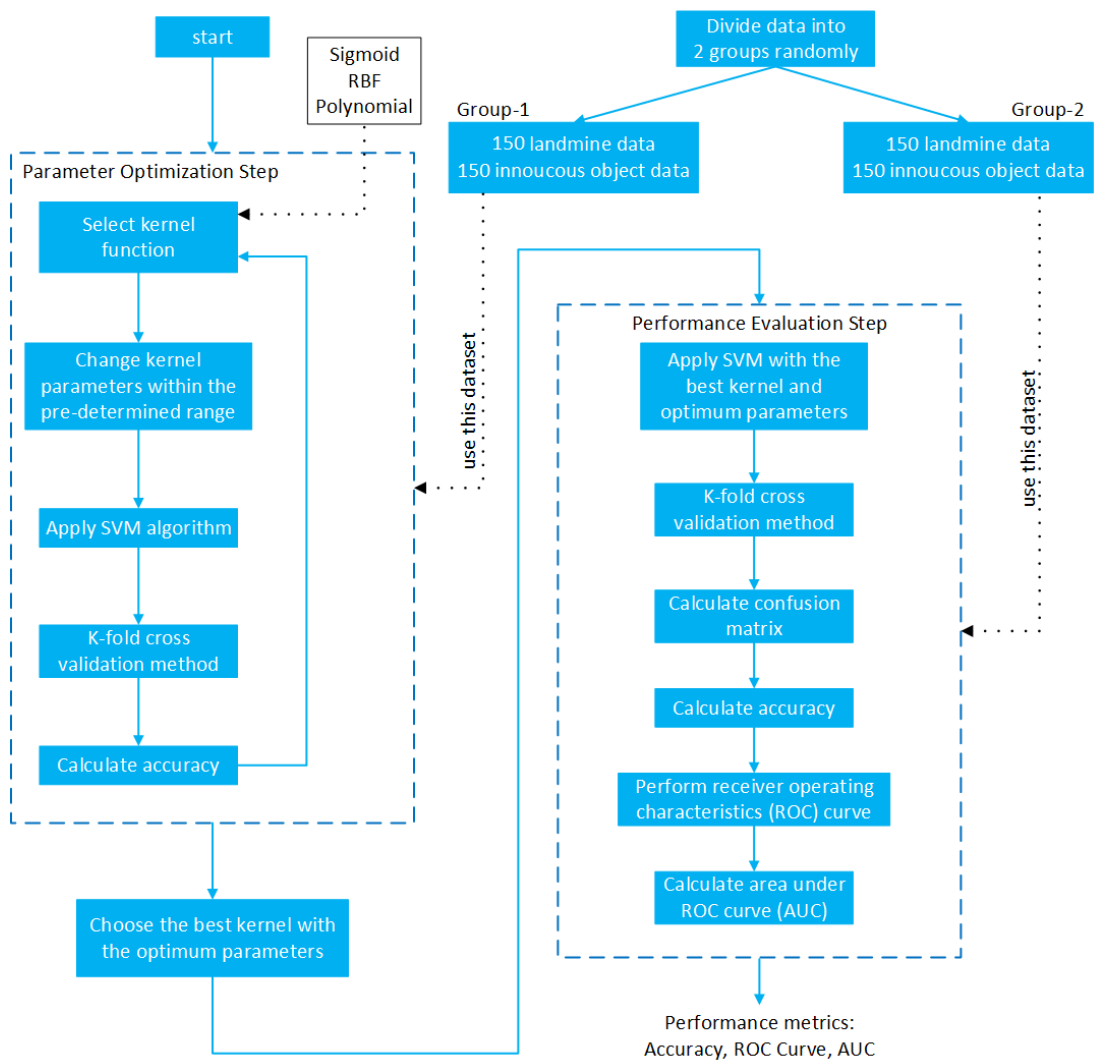 start
Sigmoid
RBF
Polynomial
Parameter Optimization Step
Select kernel
function
Change kernel
parameters within the
pre-determined range
Apply SVM algorithm
K-fold cross
validation method
Calculate accuracy
Choose the best kernel with
the optimum parameters
Divide data into
2 groups randomly
Group-1
150 landmine data
150 innoucous object data
use this dataset
Group-2
150 landmine data
150 innoucous object data
use this dataset
Performance Evaluation Step
Apply SVM with the
best kernel and
optimum parameters
K-fold cross
validation method
Calculate confusion
matrix
Calculate accuracy
Perform receiver operating
characteristics (ROC) curve
Calculate area under
ROC curve (AUC)
Performance metrics:
Accuracy, ROC Curve, AUC